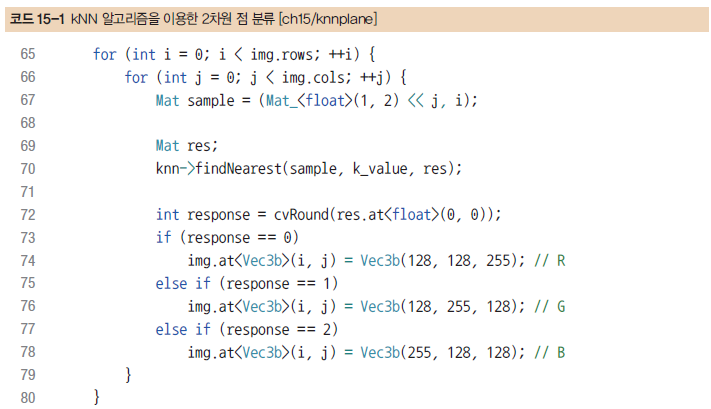 코드 15-1 kNN 알고리즘을 이용한 2차원 점 분류 [ch15/knnplane]
65 for (int i = 0; i < img.rows; ++i) {
66 for (int j = 0; j < img.cols; ++j) {
67 Mat sample = (Mat_<float>(1, 2) << j, i);
68
69 Mat res;
70 knn->findNearest(sample, k_value, res);
71
72 int response = cvRound(res.at<float>(0, 0));
73 if (response == 0)
74 img.at<Vec3b>(i, j) = Vec3b(128, 128, 255); // R
75 else if (response == 1)
76 img.at<Vec3b>(i, j) = Vec3b(128, 255, 128); // G
77 else if (response == 2)
78 img.at<Vec3b>(i, j) = Vec3b(255, 128, 128); // B
79 }
80 }